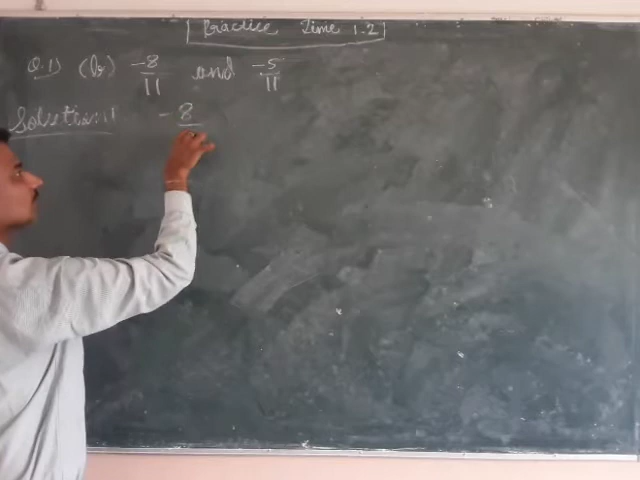 Practice Time 1.2
Q.1) (b) -8/11 and -5/11
Solution:- -8